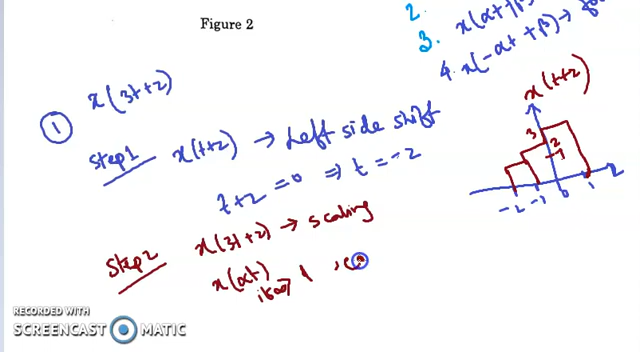 Figure 2
2.
3. x(αt+β)
4. x(-αt+β)→
① x(3t+2)
Step1 x(t+2) → Left side shift
t+2=0 ⇒ t=-2
Step2 x(3t+2) → scaling
x(αt)
x(t+2)
3
2
1
-2 -1 0 1 2
RECORDED WITH
SCREENCAST MATIC